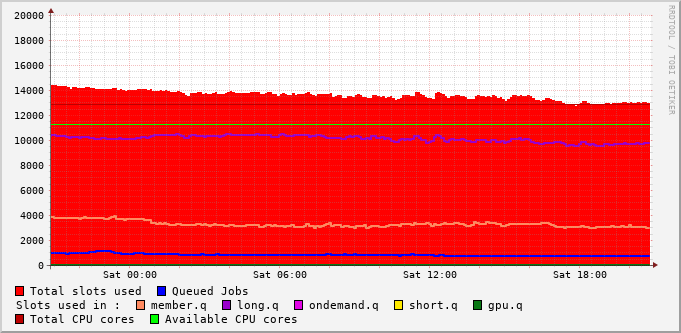 20000
18000
16000
14000
12000
10000
8000
6000
4000
2000
0
Sat 00:00 Sat 06:00 Sat 12:00 Sat 18:00
Total slots used Queued Jobs
Slots used in : member.q long.q ondemand.q short.q gpu.q
Total CPU cores Available CPU cores
RRDTOOL / TOBI OETIKER